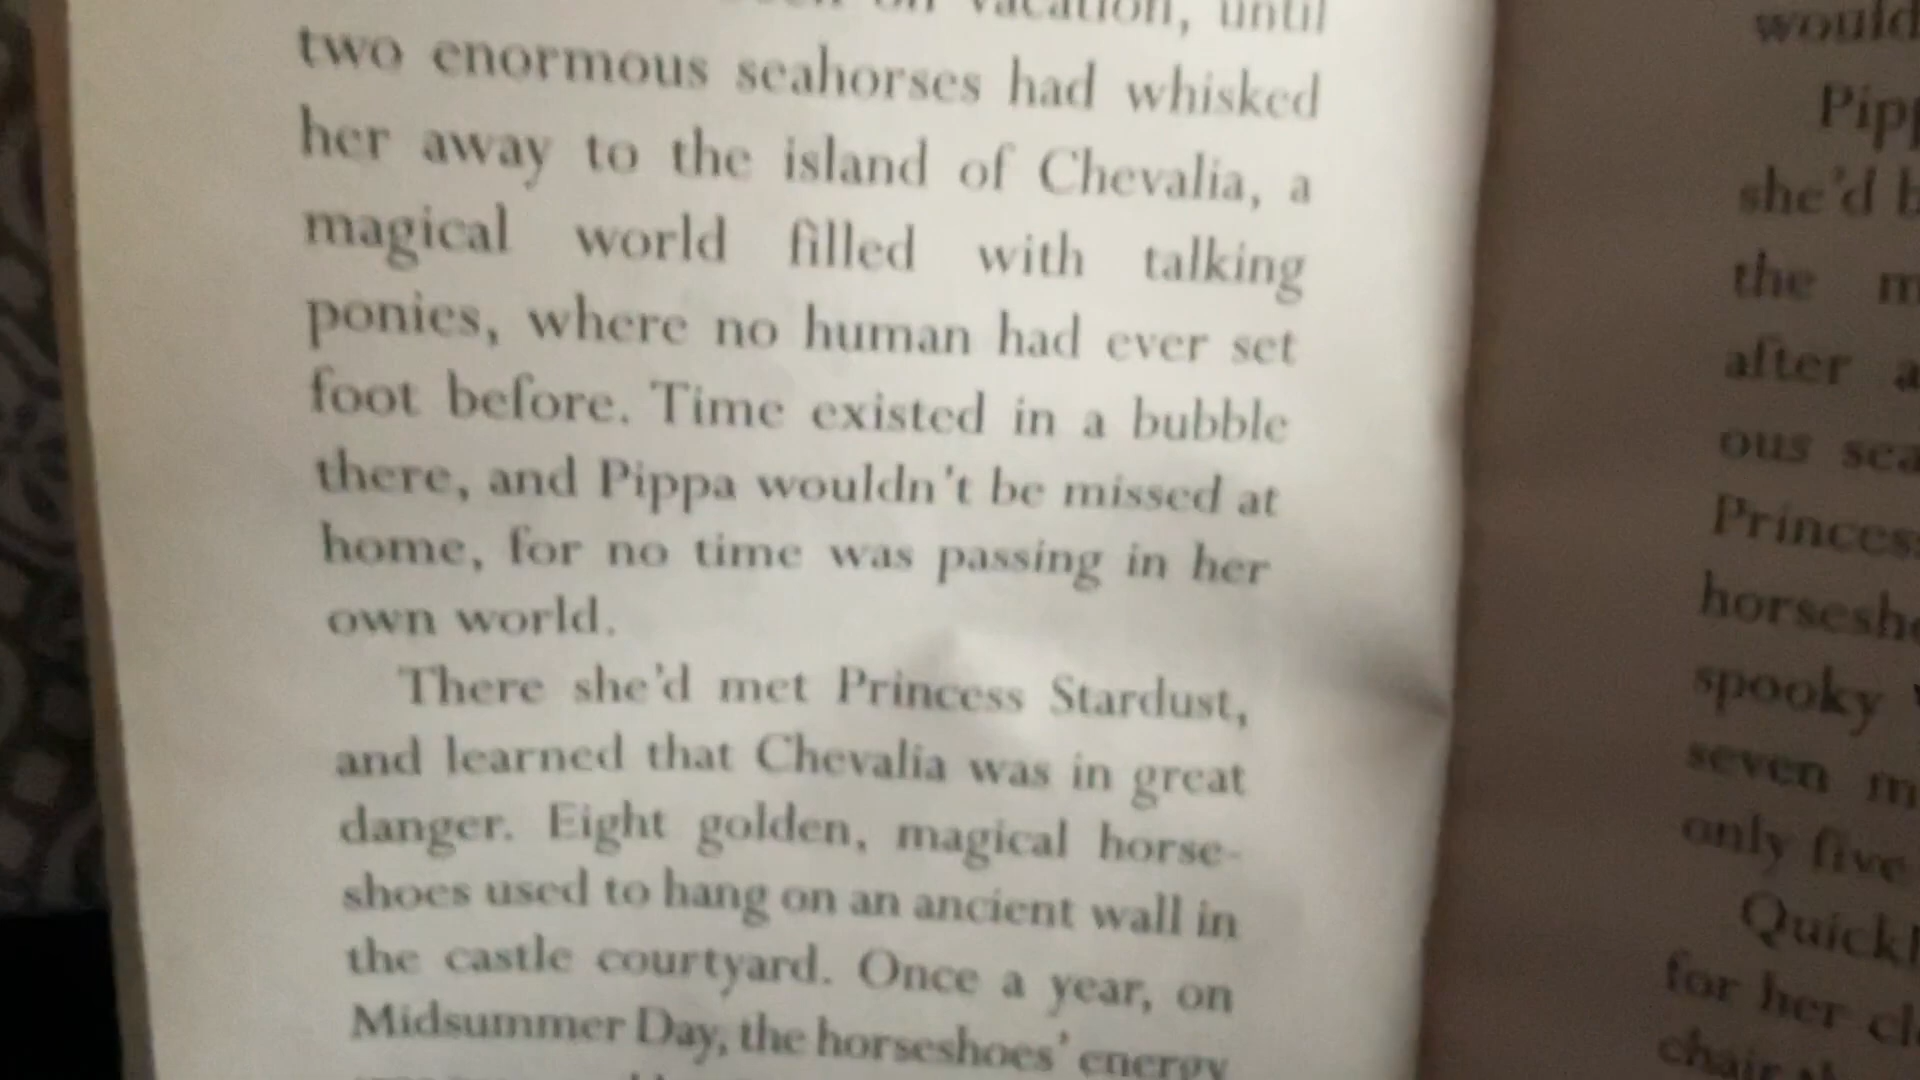 vacation, until
two enormous seahorses had whisked
her away to the island of Chevalia, a
magical world filled with talking
ponies, where no human had ever set
foot before. Time existed in a bubble
there, and Pippa wouldn't be missed at
home, for no time was passing in her
own world.
There she'd met Princess Stardust,
and learned that Chevalia was in great
danger. Eight golden, magical horse-
shoes used to hang on an ancient wall in
the castle courtyard. Once a year, on
Midsummer Day, the horseshoes' energy
would
she'd
the
after
ous
spooky
seven
only five
for her